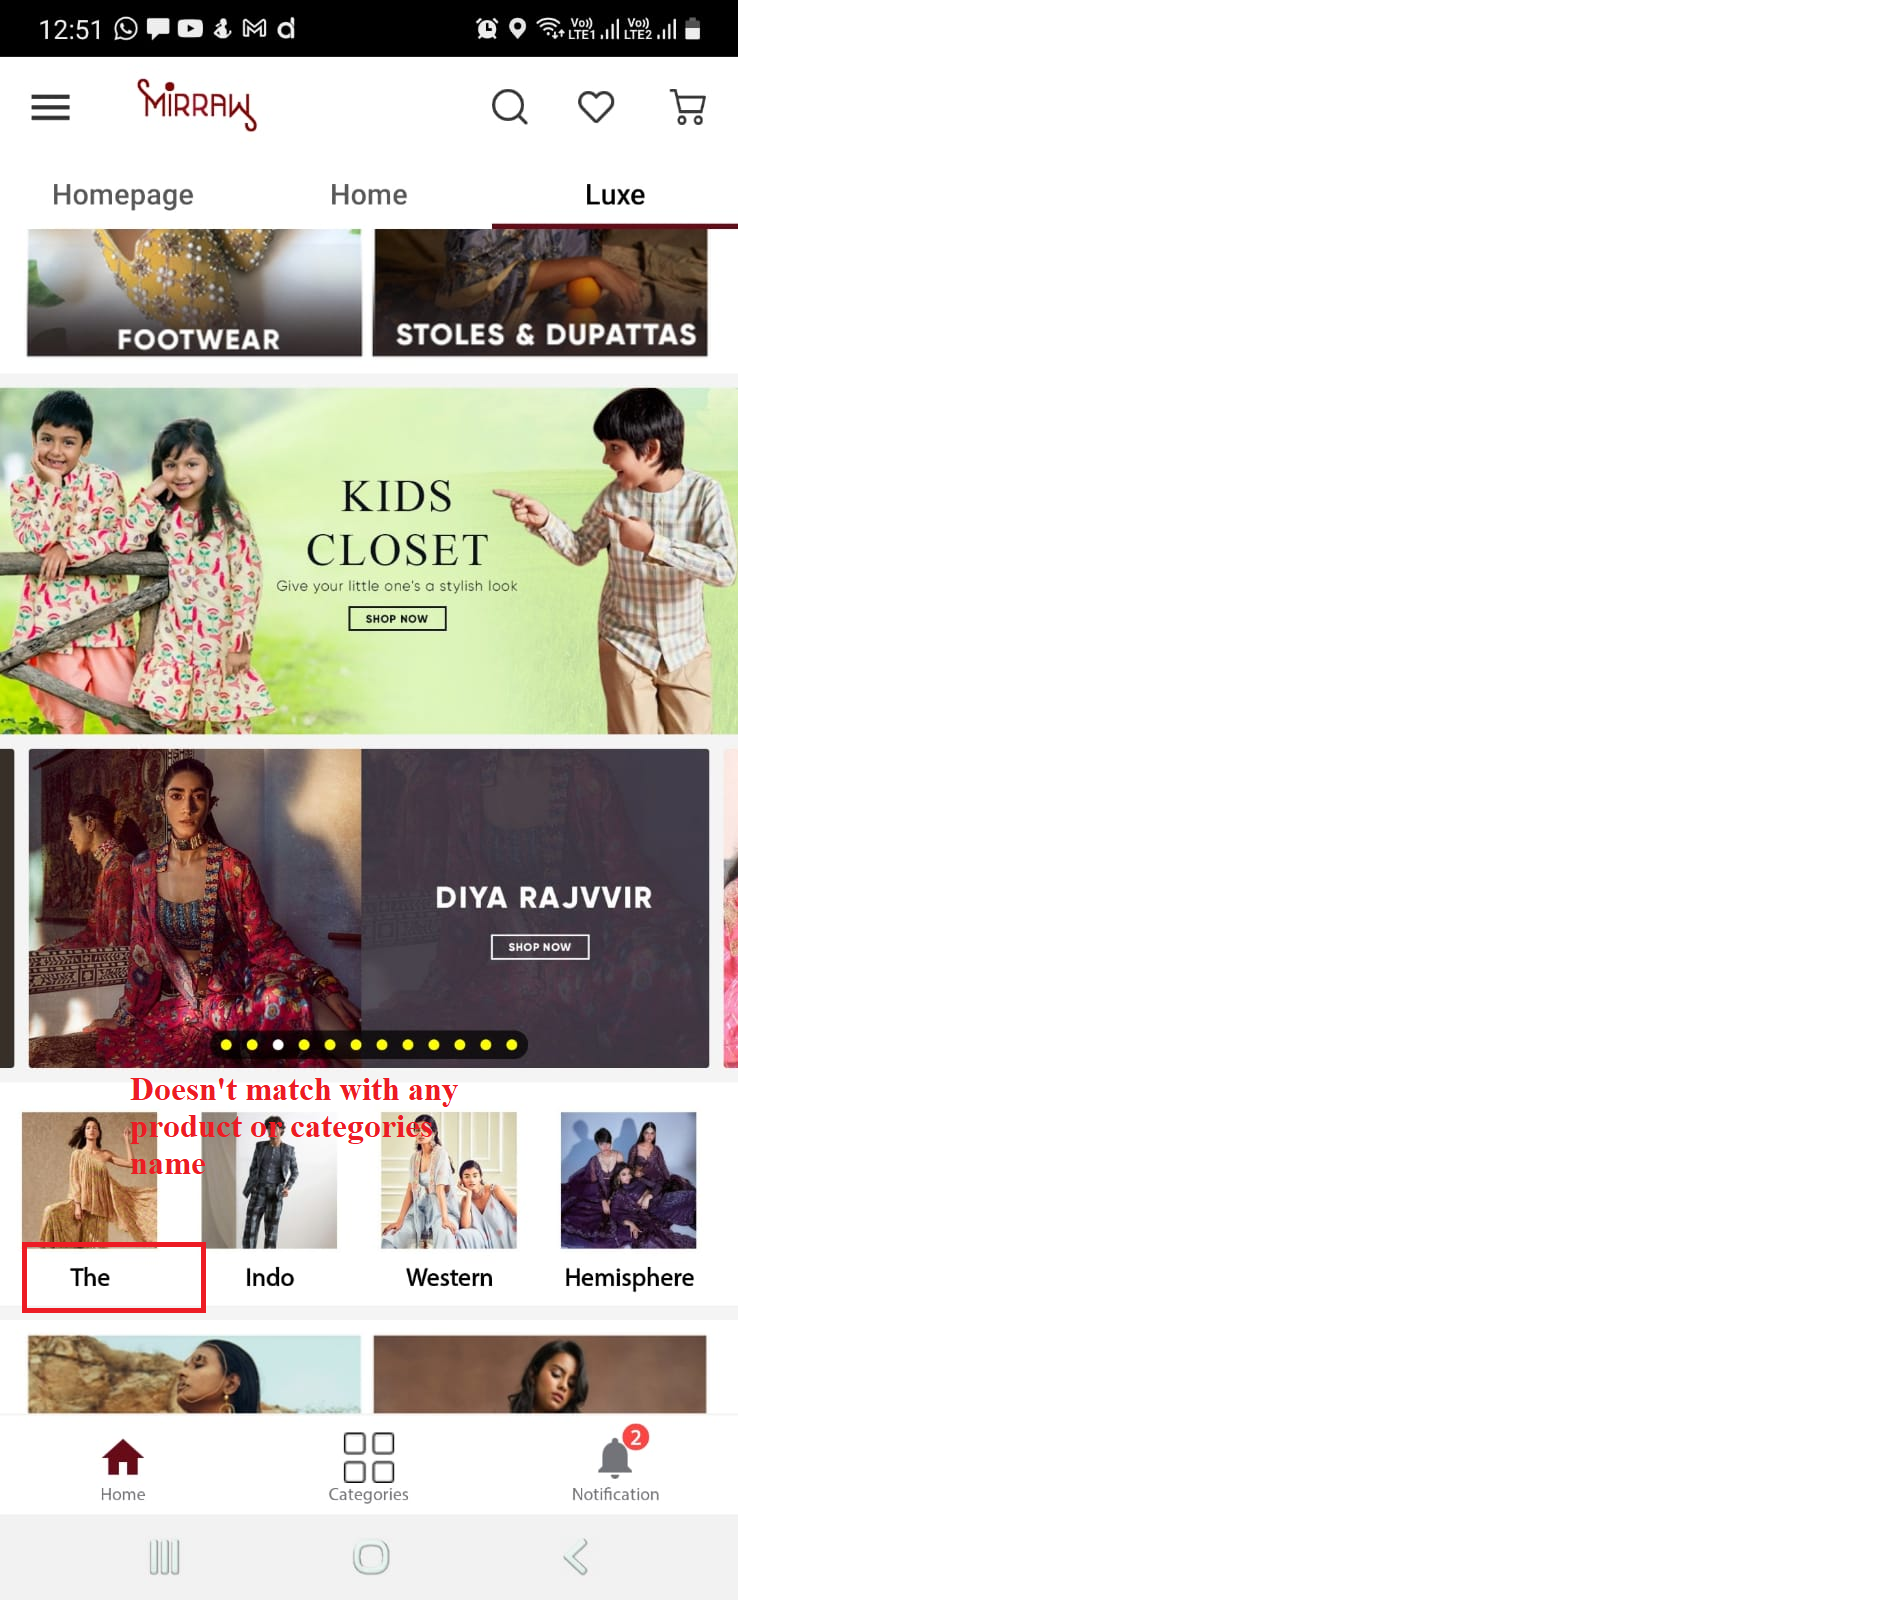 12:51
Vo)) LTE1 Vo)) LTE2
MIRRAW
Homepage Home Luxe
FOOTWEAR STOLES & DUPATTAS
KIDS
CLOSET
Give your little one's a stylish look
SHOP NOW
DIYA RAJVVIR
SHOP NOW
Doesn't match with any
product or categories
name
The Indo Western Hemisphere
2
Home Categories Notification